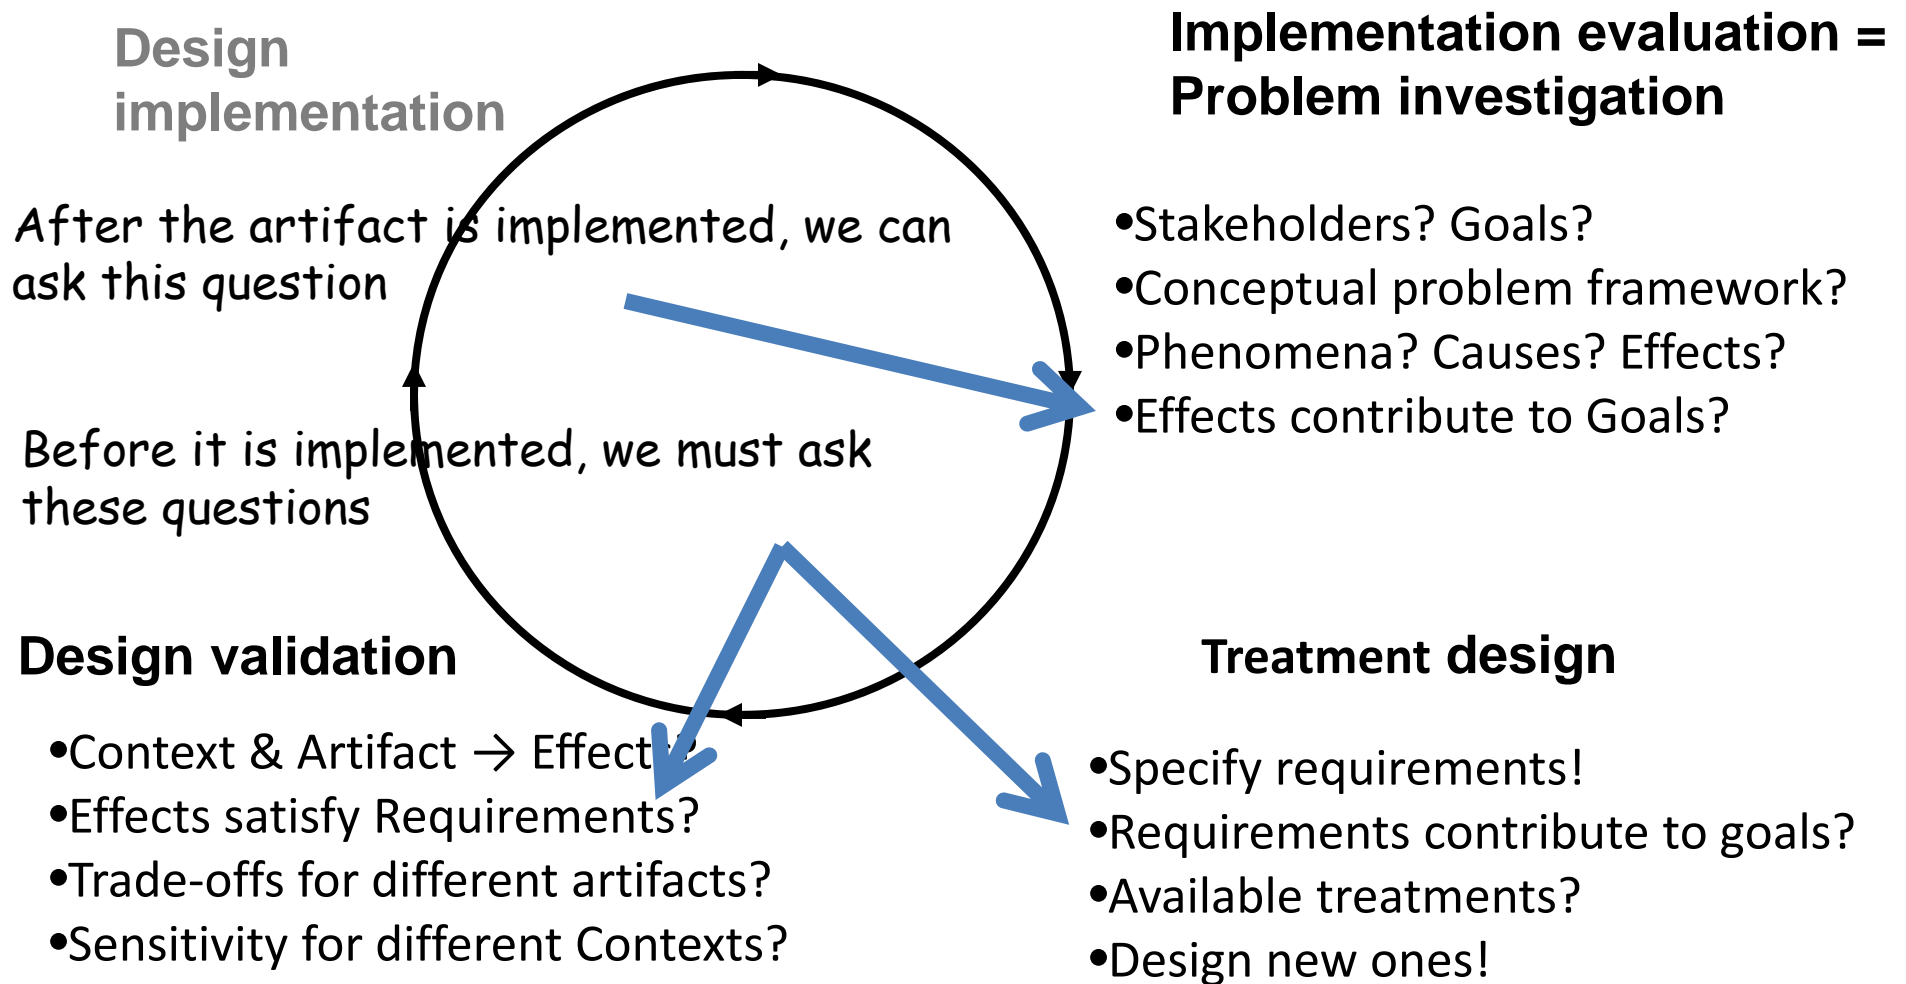 Design
implementation
Implementation evaluation =
Problem investigation
After the artifact is implemented, we can
ask this question
•Stakeholders? Goals?
•Conceptual problem framework?
•Phenomena? Causes? Effects?
•Effects contribute to Goals?
Before it is implemented, we must ask
these questions
Design validation
•Context & Artifact → Effects?
•Effects satisfy Requirements?
•Trade-offs for different artifacts?
•Sensitivity for different Contexts?
Treatment design
•Specify requirements!
•Requirements contribute to goals?
•Available treatments?
•Design new ones!